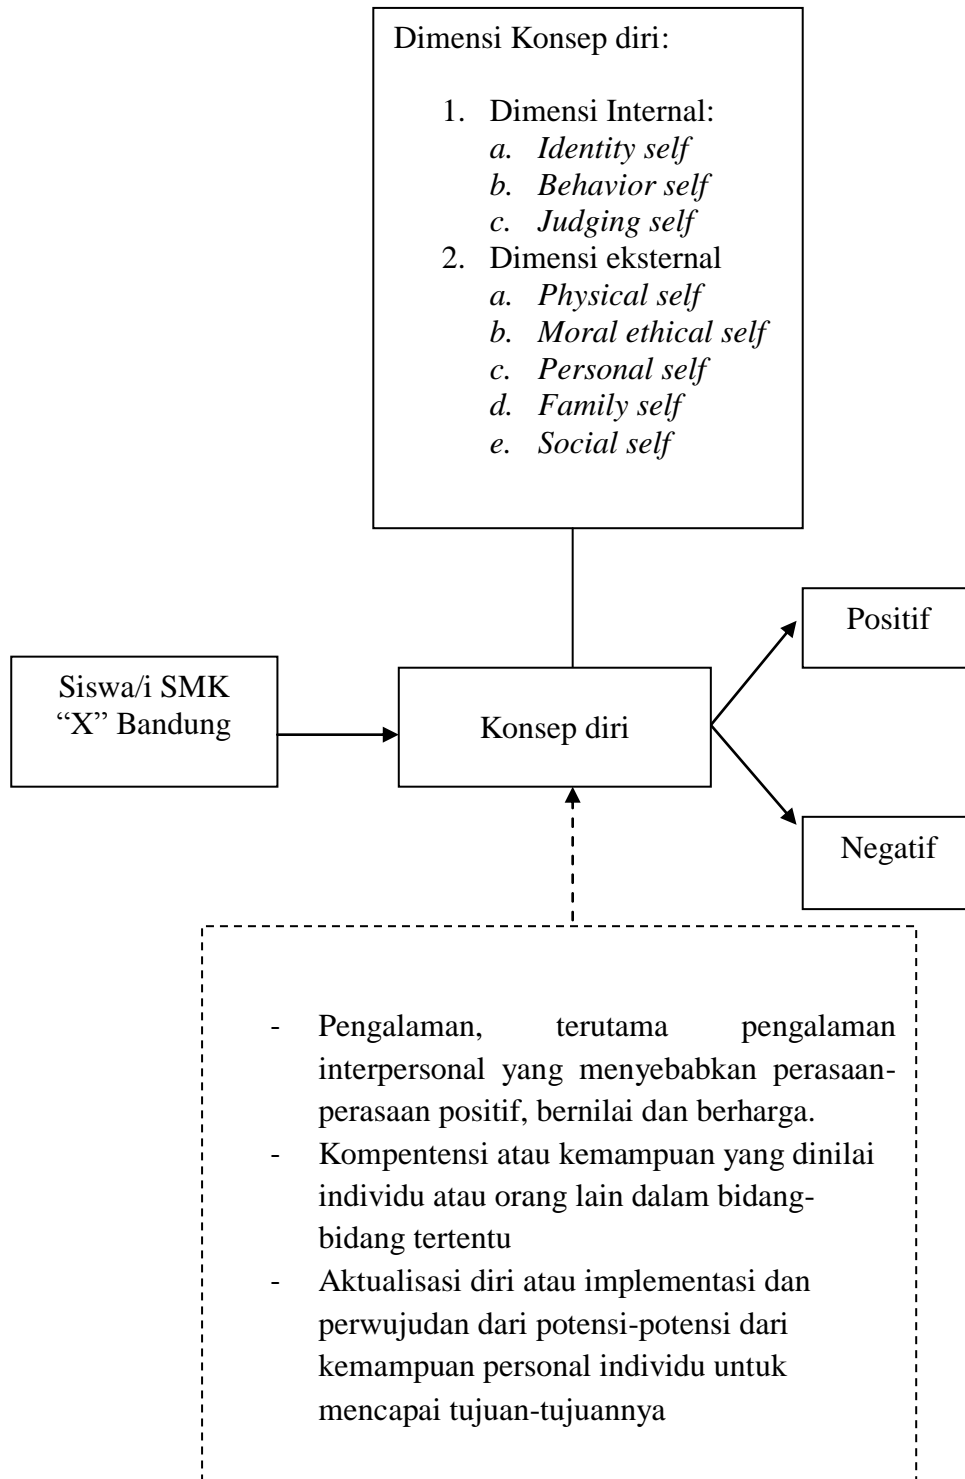 Dimensi Konsep diri:
1. Dimensi Internal:
a. Identity self
b. Behavior self
c. Judging self
2. Dimensi eksternal
a. Physical self
b. Moral ethical self
c. Personal self
d. Family self
e. Social self
Positif
Siswa/i SMK
“X” Bandung
Konsep diri
Negatif
- Pengalaman, terutama pengalaman
interpersonal yang menyebabkan perasaan-
perasaan positif, bernilai dan berharga.
- Kompentensi atau kemampuan yang dinilai
individu atau orang lain dalam bidang-
bidang tertentu
- Aktualisasi diri atau implementasi dan
perwujudan dari potensi-potensi dari
kemampuan personal individu untuk
mencapai tujuan-tujuannya